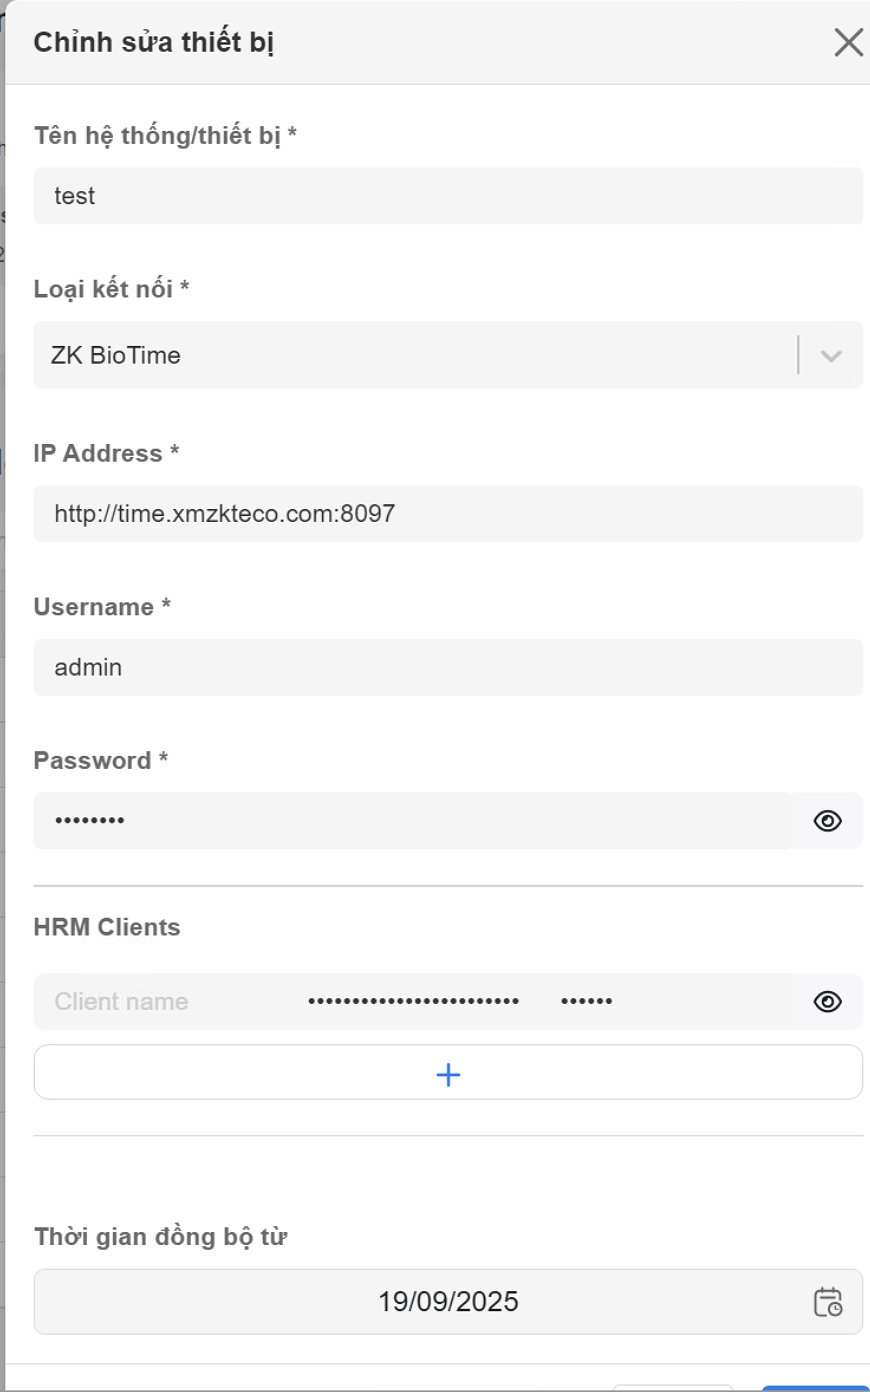 Chỉnh sửa thiết bị
Tên hệ thống/thiết bị *
test
Loại kết nối *
ZK BioTime
IP Address *
http://time.xmzkteco.com:8097
Username *
admin
Password *
••••••••
HRM Clients
Client name •••••••••••••••••••••••• ••••••
Thời gian đồng bộ từ
19/09/2025